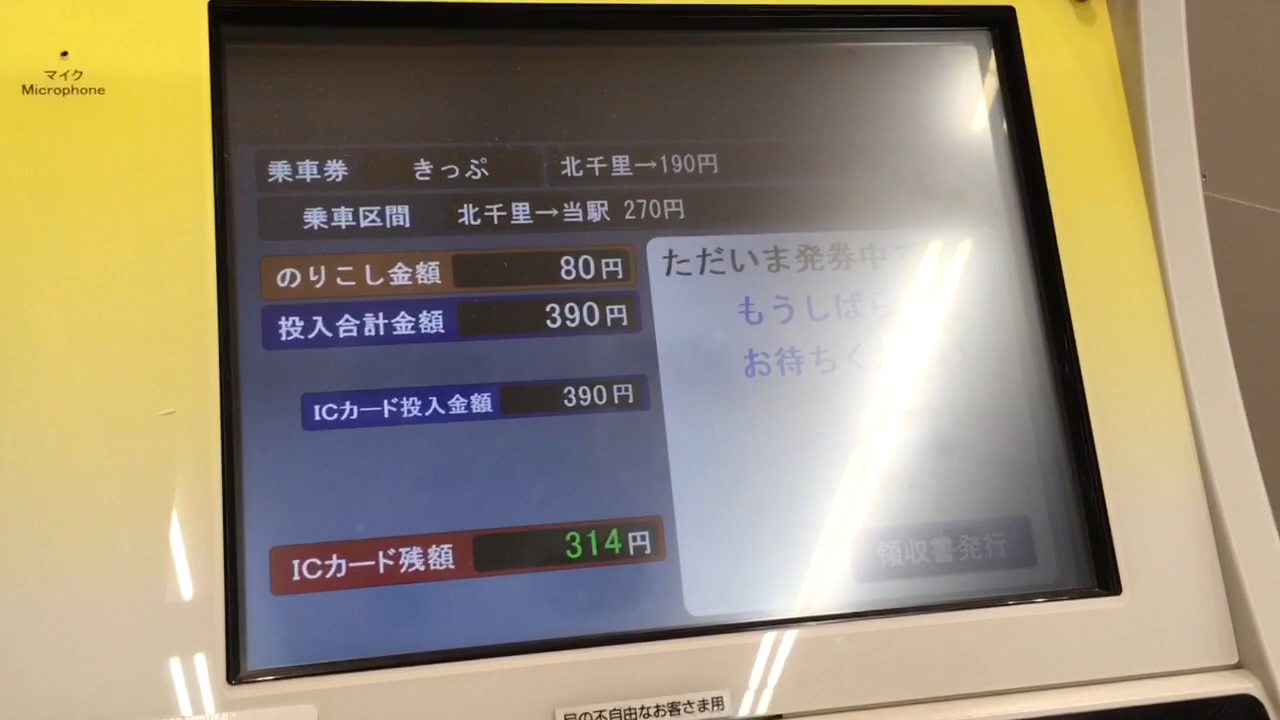 マイク
Microphone
乗車券 きっぷ 北千里→190円
乗車区間 北千里→当駅 270円
のりこし金額 80円
投入合計金額 390円
ICカード投入金額 390円
ICカード残額 314円
ただいま発券中で
もうしばら
お待ちく
領収書発行
目の不自由なお客さま用